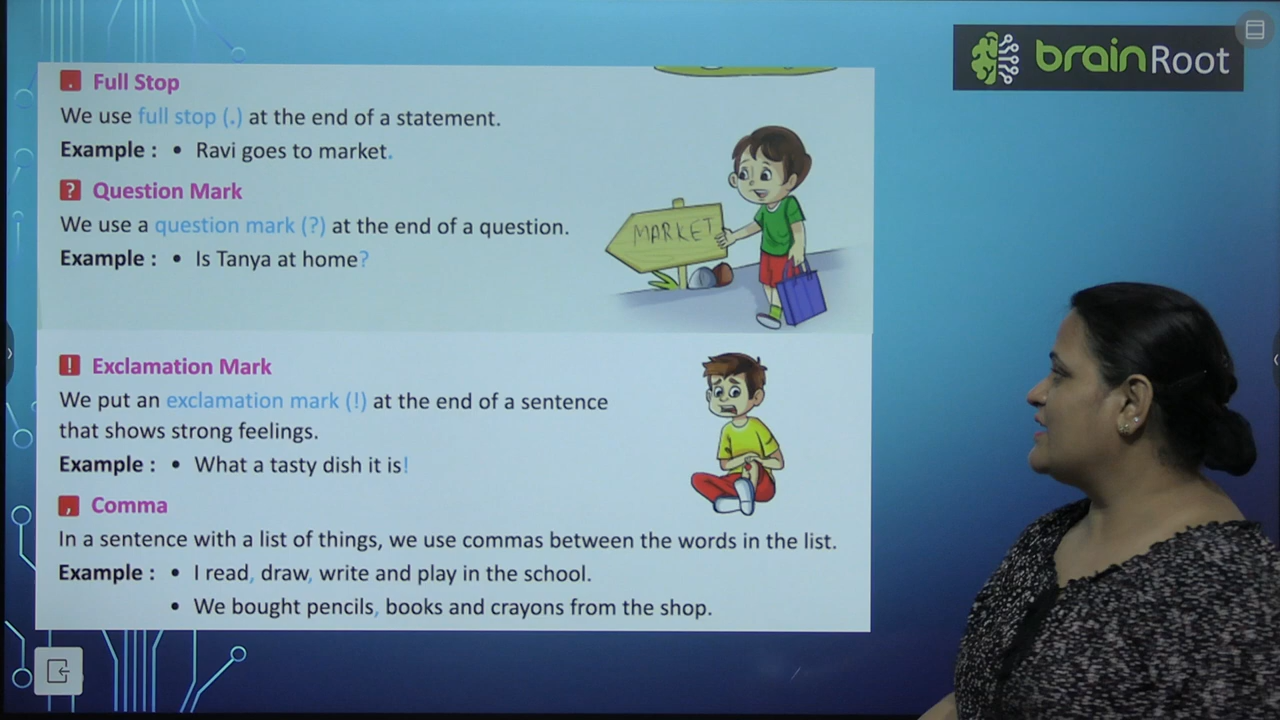 brainRoot
. Full Stop
We use full stop (.) at the end of a statement.
Example : • Ravi goes to market.
? Question Mark
We use a question mark (?) at the end of a question.
Example : • Is Tanya at home?
MARKET
! Exclamation Mark
We put an exclamation mark (!) at the end of a sentence
that shows strong feelings.
Example : • What a tasty dish it is!
, Comma
In a sentence with a list of things, we use commas between the words in the list.
Example : • I read, draw, write and play in the school.
• We bought pencils, books and crayons from the shop.